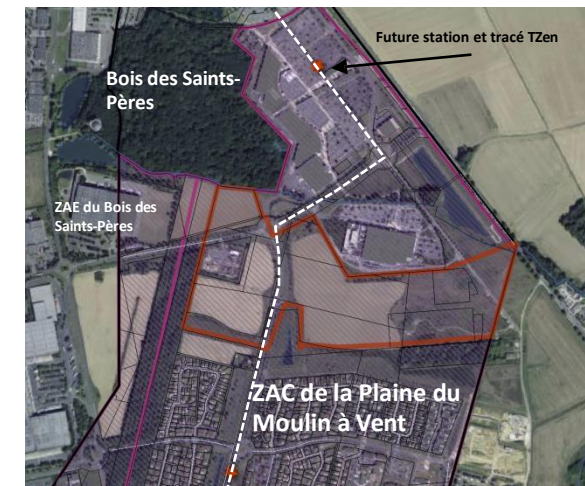 Future station et tracé TZen
Bois des Saints-
Pères
ZAE du Bois des
Saints-Pères
ZAC de la Plaine du
Moulin à Vent